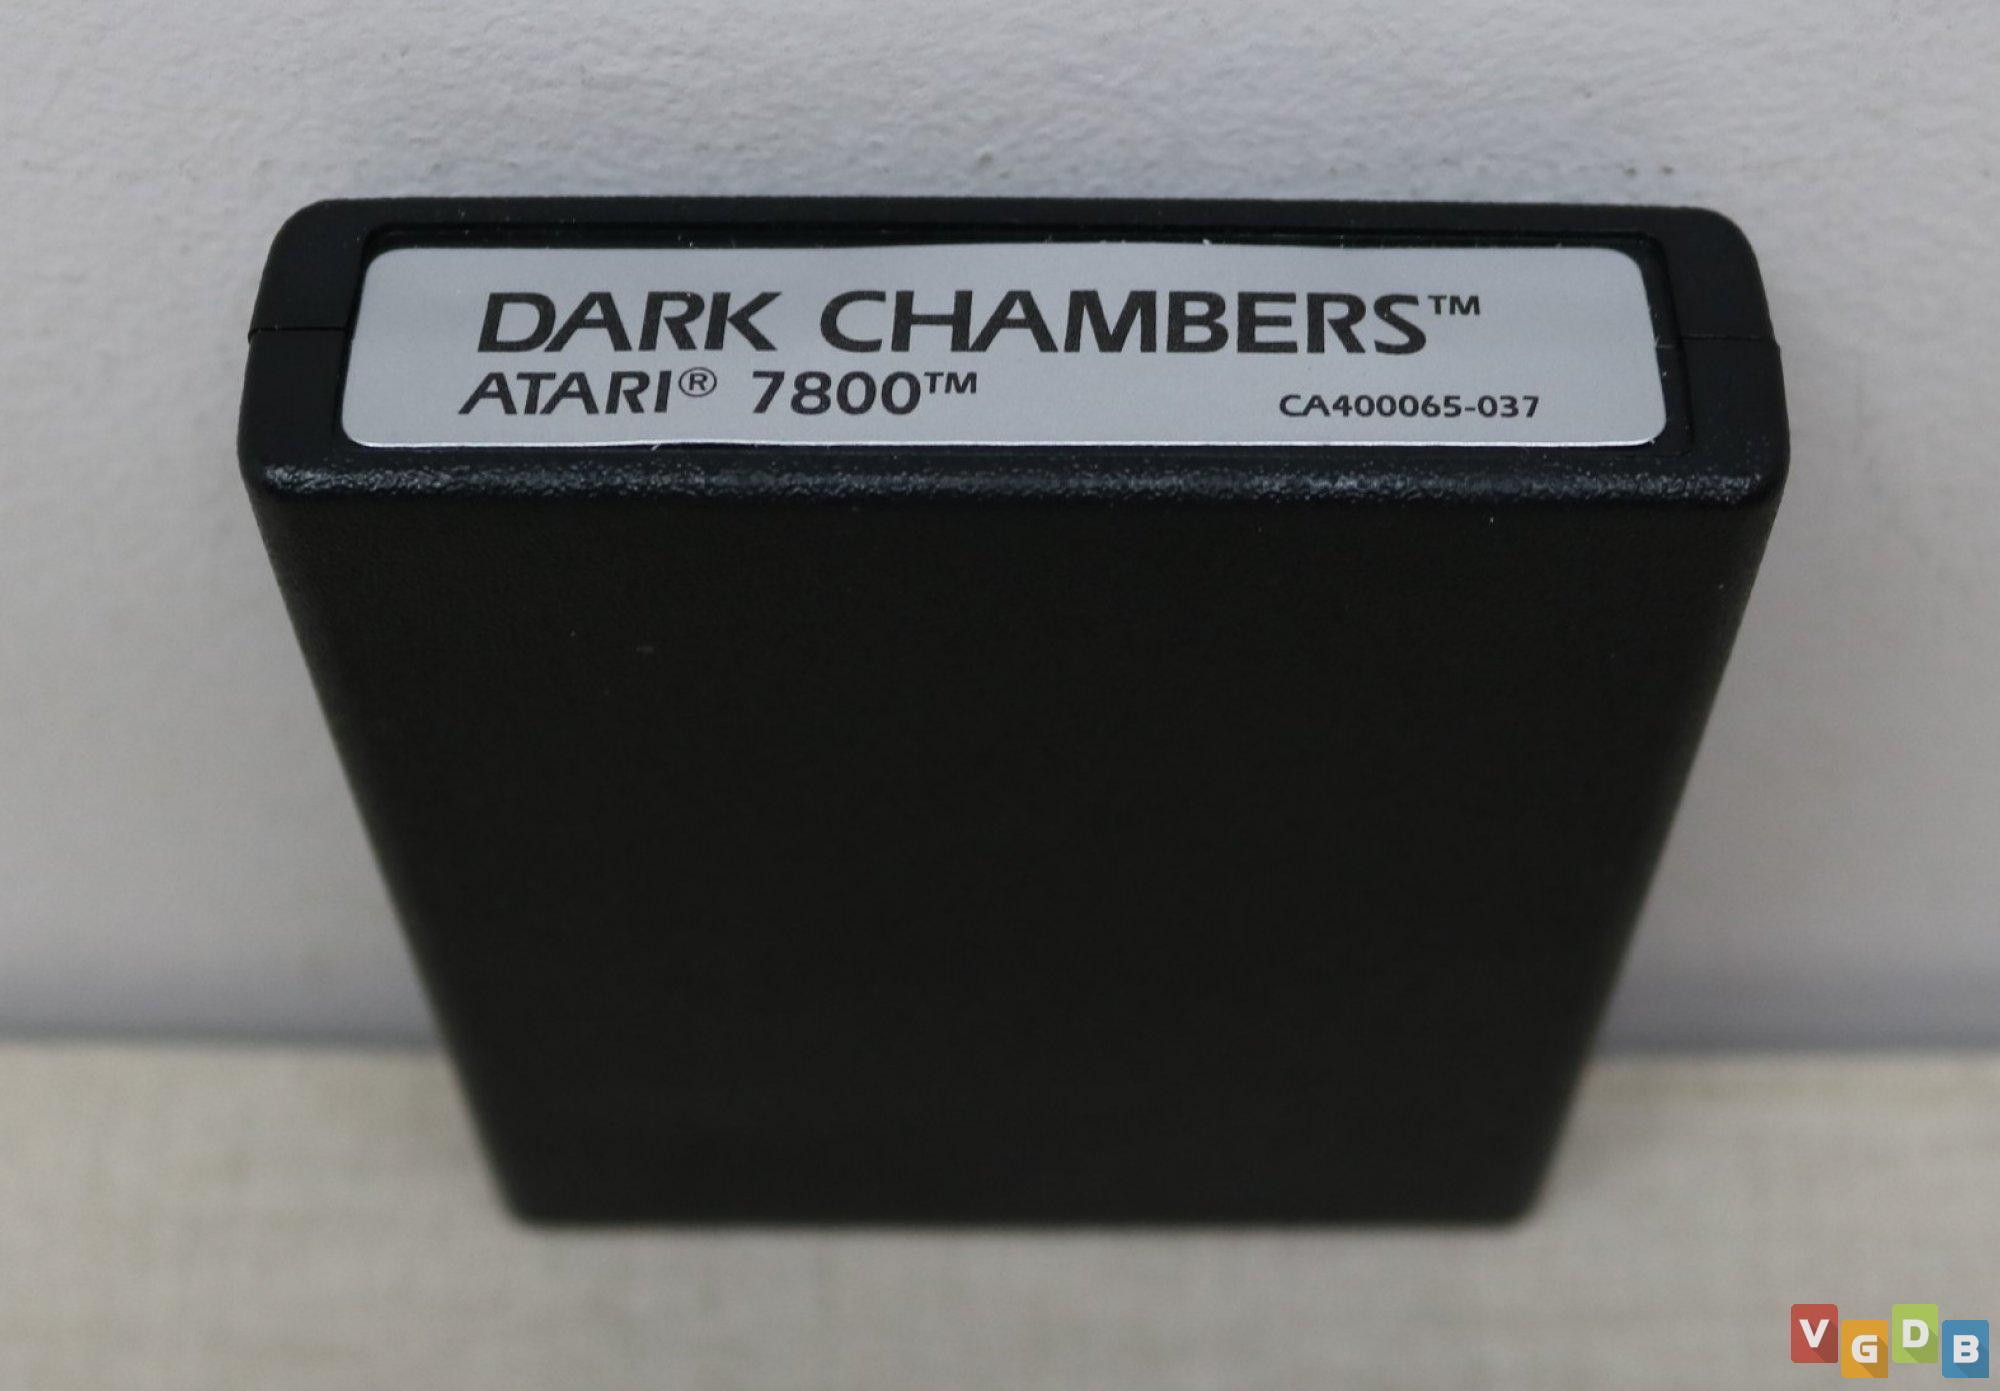 DARK CHAMBERS™
ATARI® 7800™
CA400065-037
VGDB